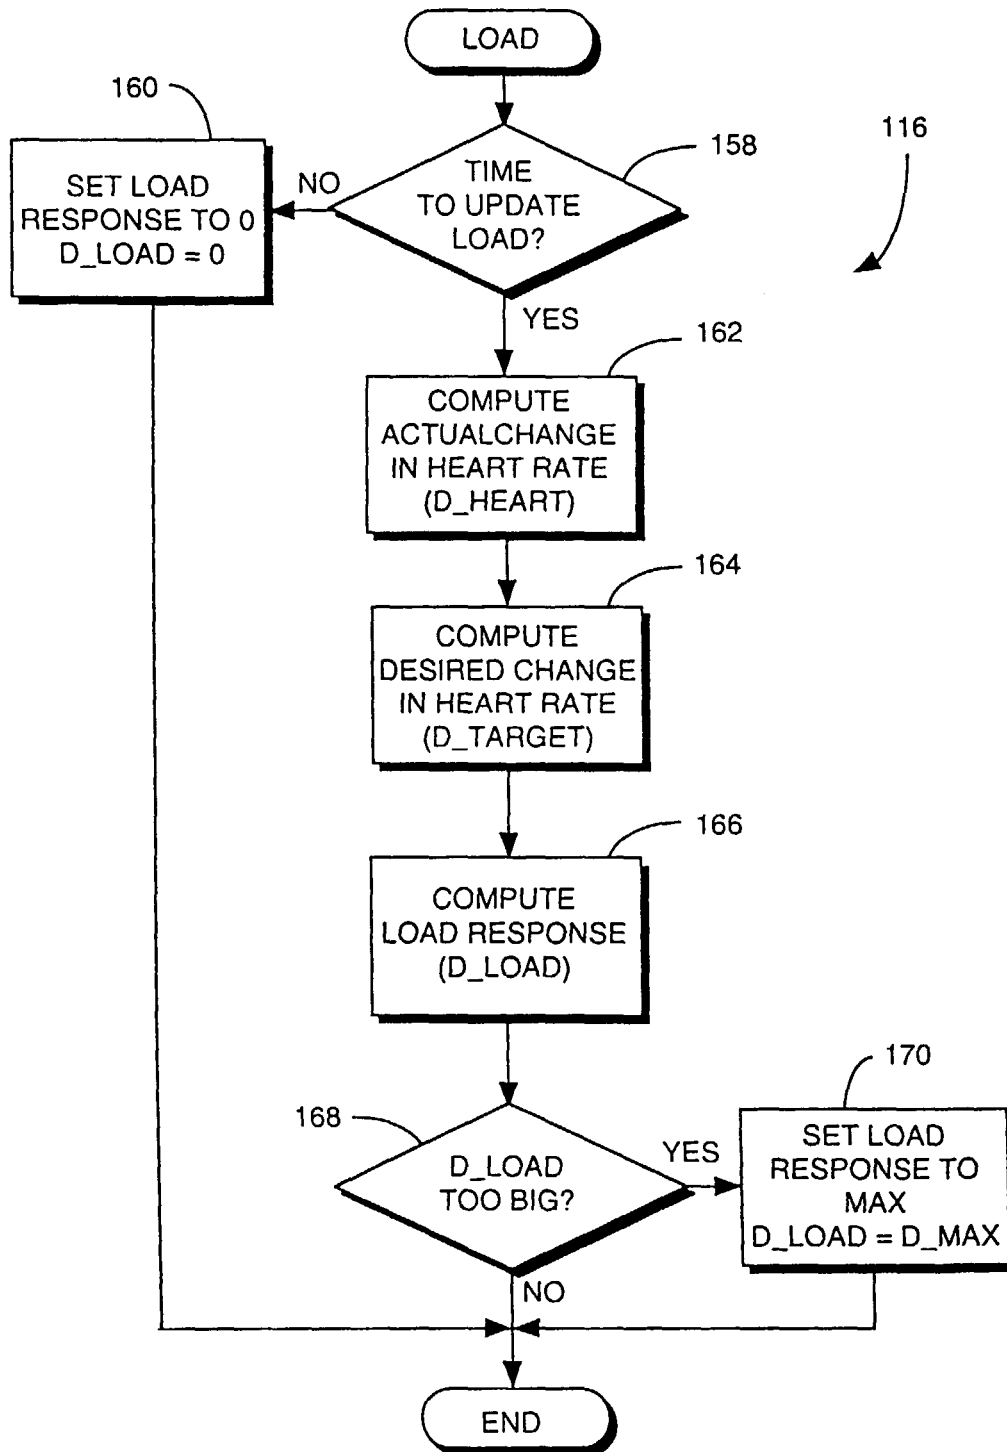 LOAD
160
158
116
TIME
TO UPDATE
LOAD?
NO
SET LOAD
RESPONSE TO 0
D_LOAD = 0
YES
162
COMPUTE
ACTUALCHANGE
IN HEART RATE
(D_HEART)
164
COMPUTE
DESIRED CHANGE
IN HEART RATE
(D_TARGET)
166
COMPUTE
LOAD RESPONSE
(D_LOAD)
168
D_LOAD
TOO BIG?
YES
170
SET LOAD
RESPONSE TO
MAX
D_LOAD = D_MAX
NO
END